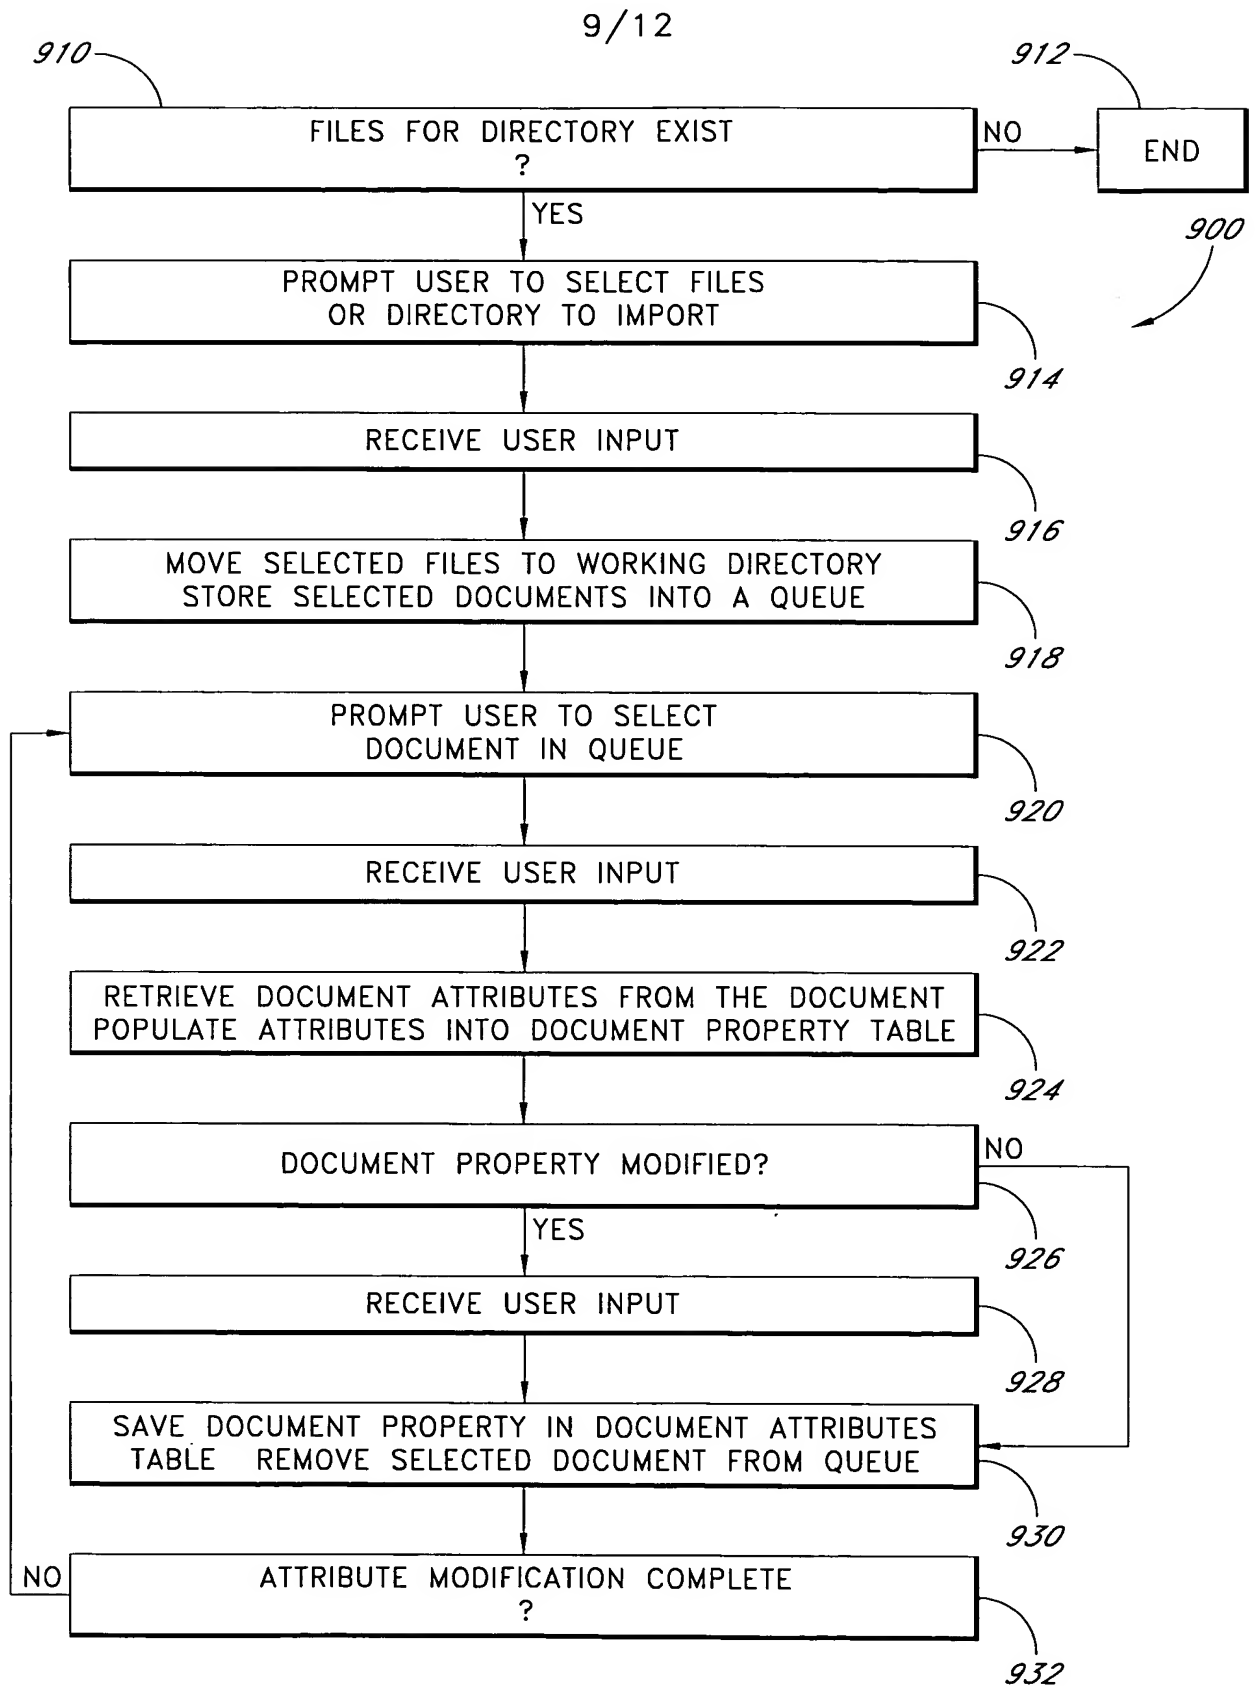 9/12
910
912
FILES FOR DIRECTORY EXIST
?
NO
END
YES
900
PROMPT USER TO SELECT FILES
OR DIRECTORY TO IMPORT
914
RECEIVE USER INPUT
916
MOVE SELECTED FILES TO WORKING DIRECTORY
STORE SELECTED DOCUMENTS INTO A QUEUE
918
PROMPT USER TO SELECT
DOCUMENT IN QUEUE
920
RECEIVE USER INPUT
922
RETRIEVE DOCUMENT ATTRIBUTES FROM THE DOCUMENT
POPULATE ATTRIBUTES INTO DOCUMENT PROPERTY TABLE
924
DOCUMENT PROPERTY MODIFIED?
NO
926
YES
RECEIVE USER INPUT
928
SAVE DOCUMENT PROPERTY IN DOCUMENT ATTRIBUTES
TABLE REMOVE SELECTED DOCUMENT FROM QUEUE
930
NO
ATTRIBUTE MODIFICATION COMPLETE
?
932